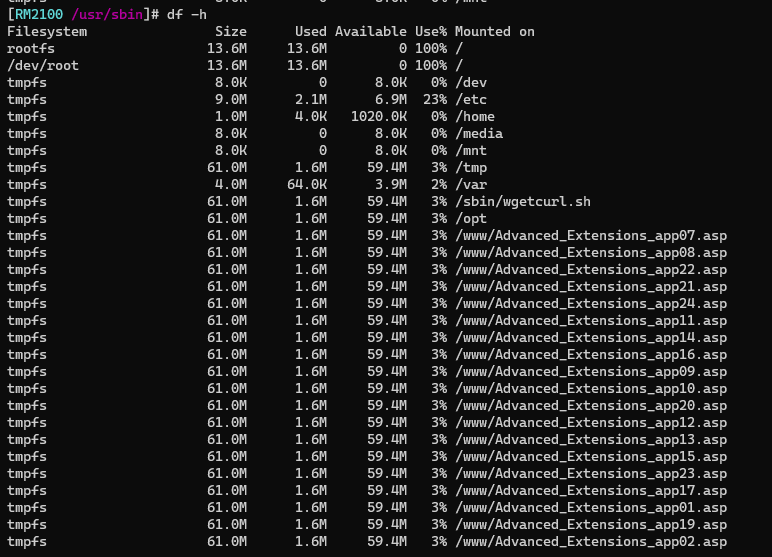 [RM2100 /usr/sbin]# df -h
Filesystem                Size      Used Available Use% Mounted on
rootfs                   13.6M     13.6M         0 100% /
/dev/root                13.6M     13.6M         0 100% /
tmpfs                     8.0K         0      8.0K   0% /dev
tmpfs                     9.0M      2.1M      6.9M  23% /etc
tmpfs                     1.0M      4.0K   1020.0K   0% /home
tmpfs                     8.0K         0      8.0K   0% /media
tmpfs                     8.0K         0      8.0K   0% /mnt
tmpfs                    61.0M      1.6M     59.4M   3% /tmp
tmpfs                     4.0M     64.0K      3.9M   2% /var
tmpfs                    61.0M      1.6M     59.4M   3% /sbin/wgetcurl.sh
tmpfs                    61.0M      1.6M     59.4M   3% /opt
tmpfs                    61.0M      1.6M     59.4M   3% /www/Advanced_Extensions_app07.asp
tmpfs                    61.0M      1.6M     59.4M   3% /www/Advanced_Extensions_app08.asp
tmpfs                    61.0M      1.6M     59.4M   3% /www/Advanced_Extensions_app22.asp
tmpfs                    61.0M      1.6M     59.4M   3% /www/Advanced_Extensions_app21.asp
tmpfs                    61.0M      1.6M     59.4M   3% /www/Advanced_Extensions_app24.asp
tmpfs                    61.0M      1.6M     59.4M   3% /www/Advanced_Extensions_app11.asp
tmpfs                    61.0M      1.6M     59.4M   3% /www/Advanced_Extensions_app14.asp
tmpfs                    61.0M      1.6M     59.4M   3% /www/Advanced_Extensions_app16.asp
tmpfs                    61.0M      1.6M     59.4M   3% /www/Advanced_Extensions_app09.asp
tmpfs                    61.0M      1.6M     59.4M   3% /www/Advanced_Extensions_app10.asp
tmpfs                    61.0M      1.6M     59.4M   3% /www/Advanced_Extensions_app20.asp
tmpfs                    61.0M      1.6M     59.4M   3% /www/Advanced_Extensions_app12.asp
tmpfs                    61.0M      1.6M     59.4M   3% /www/Advanced_Extensions_app13.asp
tmpfs                    61.0M      1.6M     59.4M   3% /www/Advanced_Extensions_app15.asp
tmpfs                    61.0M      1.6M     59.4M   3% /www/Advanced_Extensions_app23.asp
tmpfs                    61.0M      1.6M     59.4M   3% /www/Advanced_Extensions_app17.asp
tmpfs                    61.0M      1.6M     59.4M   3% /www/Advanced_Extensions_app01.asp
tmpfs                    61.0M      1.6M     59.4M   3% /www/Advanced_Extensions_app19.asp
tmpfs                    61.0M      1.6M     59.4M   3% /www/Advanced_Extensions_app02.asp